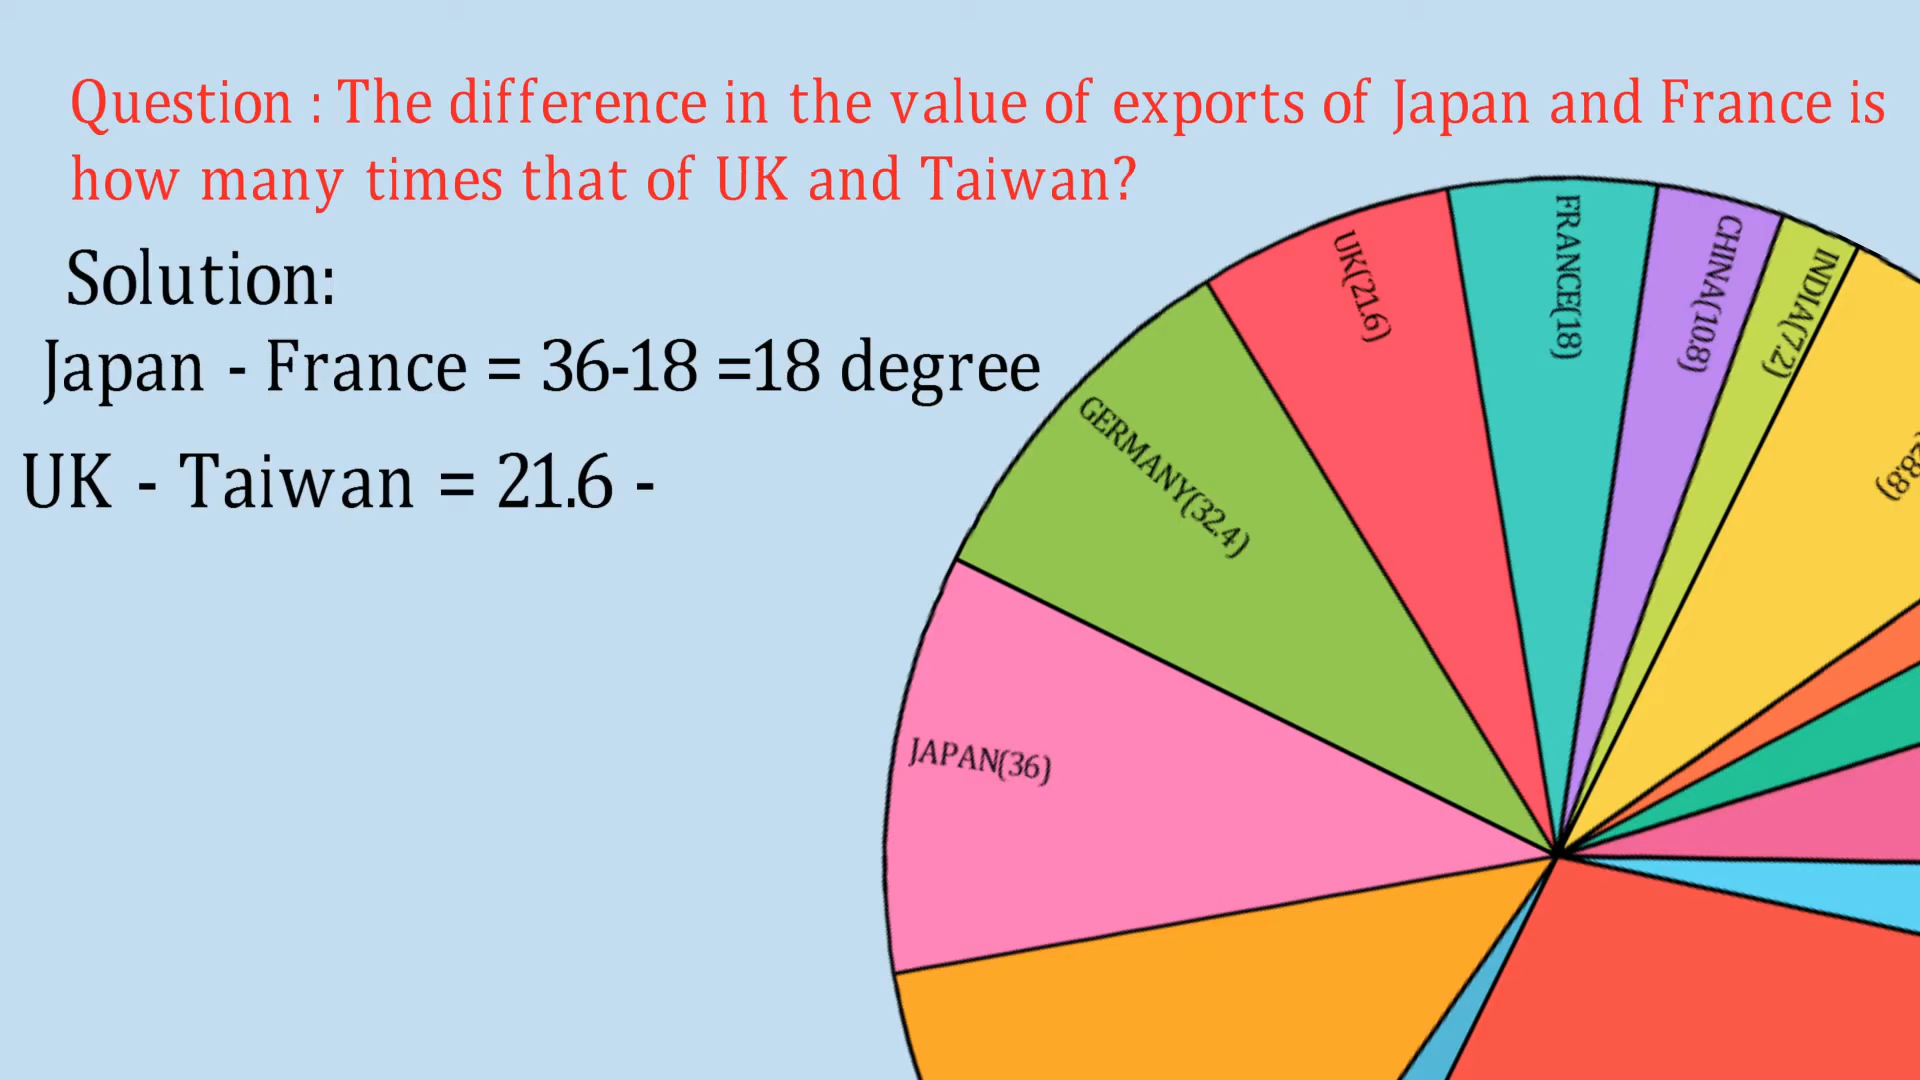 Question : The difference in the value of exports of Japan and France is
how many times that of UK and Taiwan?
Solution:
Japan - France = 36-18 =18 degree
UK - Taiwan = 21.6 -
UK(21.6)
FRANCE(18)
CHINA(10.8)
INDIA(7.2)
GERMANY(32.4)
JAPAN(36)